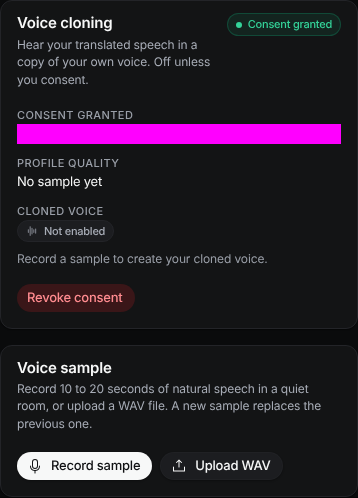 Voice cloning
Consent granted
Hear your translated speech in a
copy of your own voice. Off unless
you consent.
CONSENT GRANTED
PROFILE QUALITY
No sample yet
CLONED VOICE
Not enabled
Record a sample to create your cloned voice.
Revoke consent
Voice sample
Record 10 to 20 seconds of natural speech in a quiet
room, or upload a WAV file. A new sample replaces the
previous one.
Record sample
Upload WAV